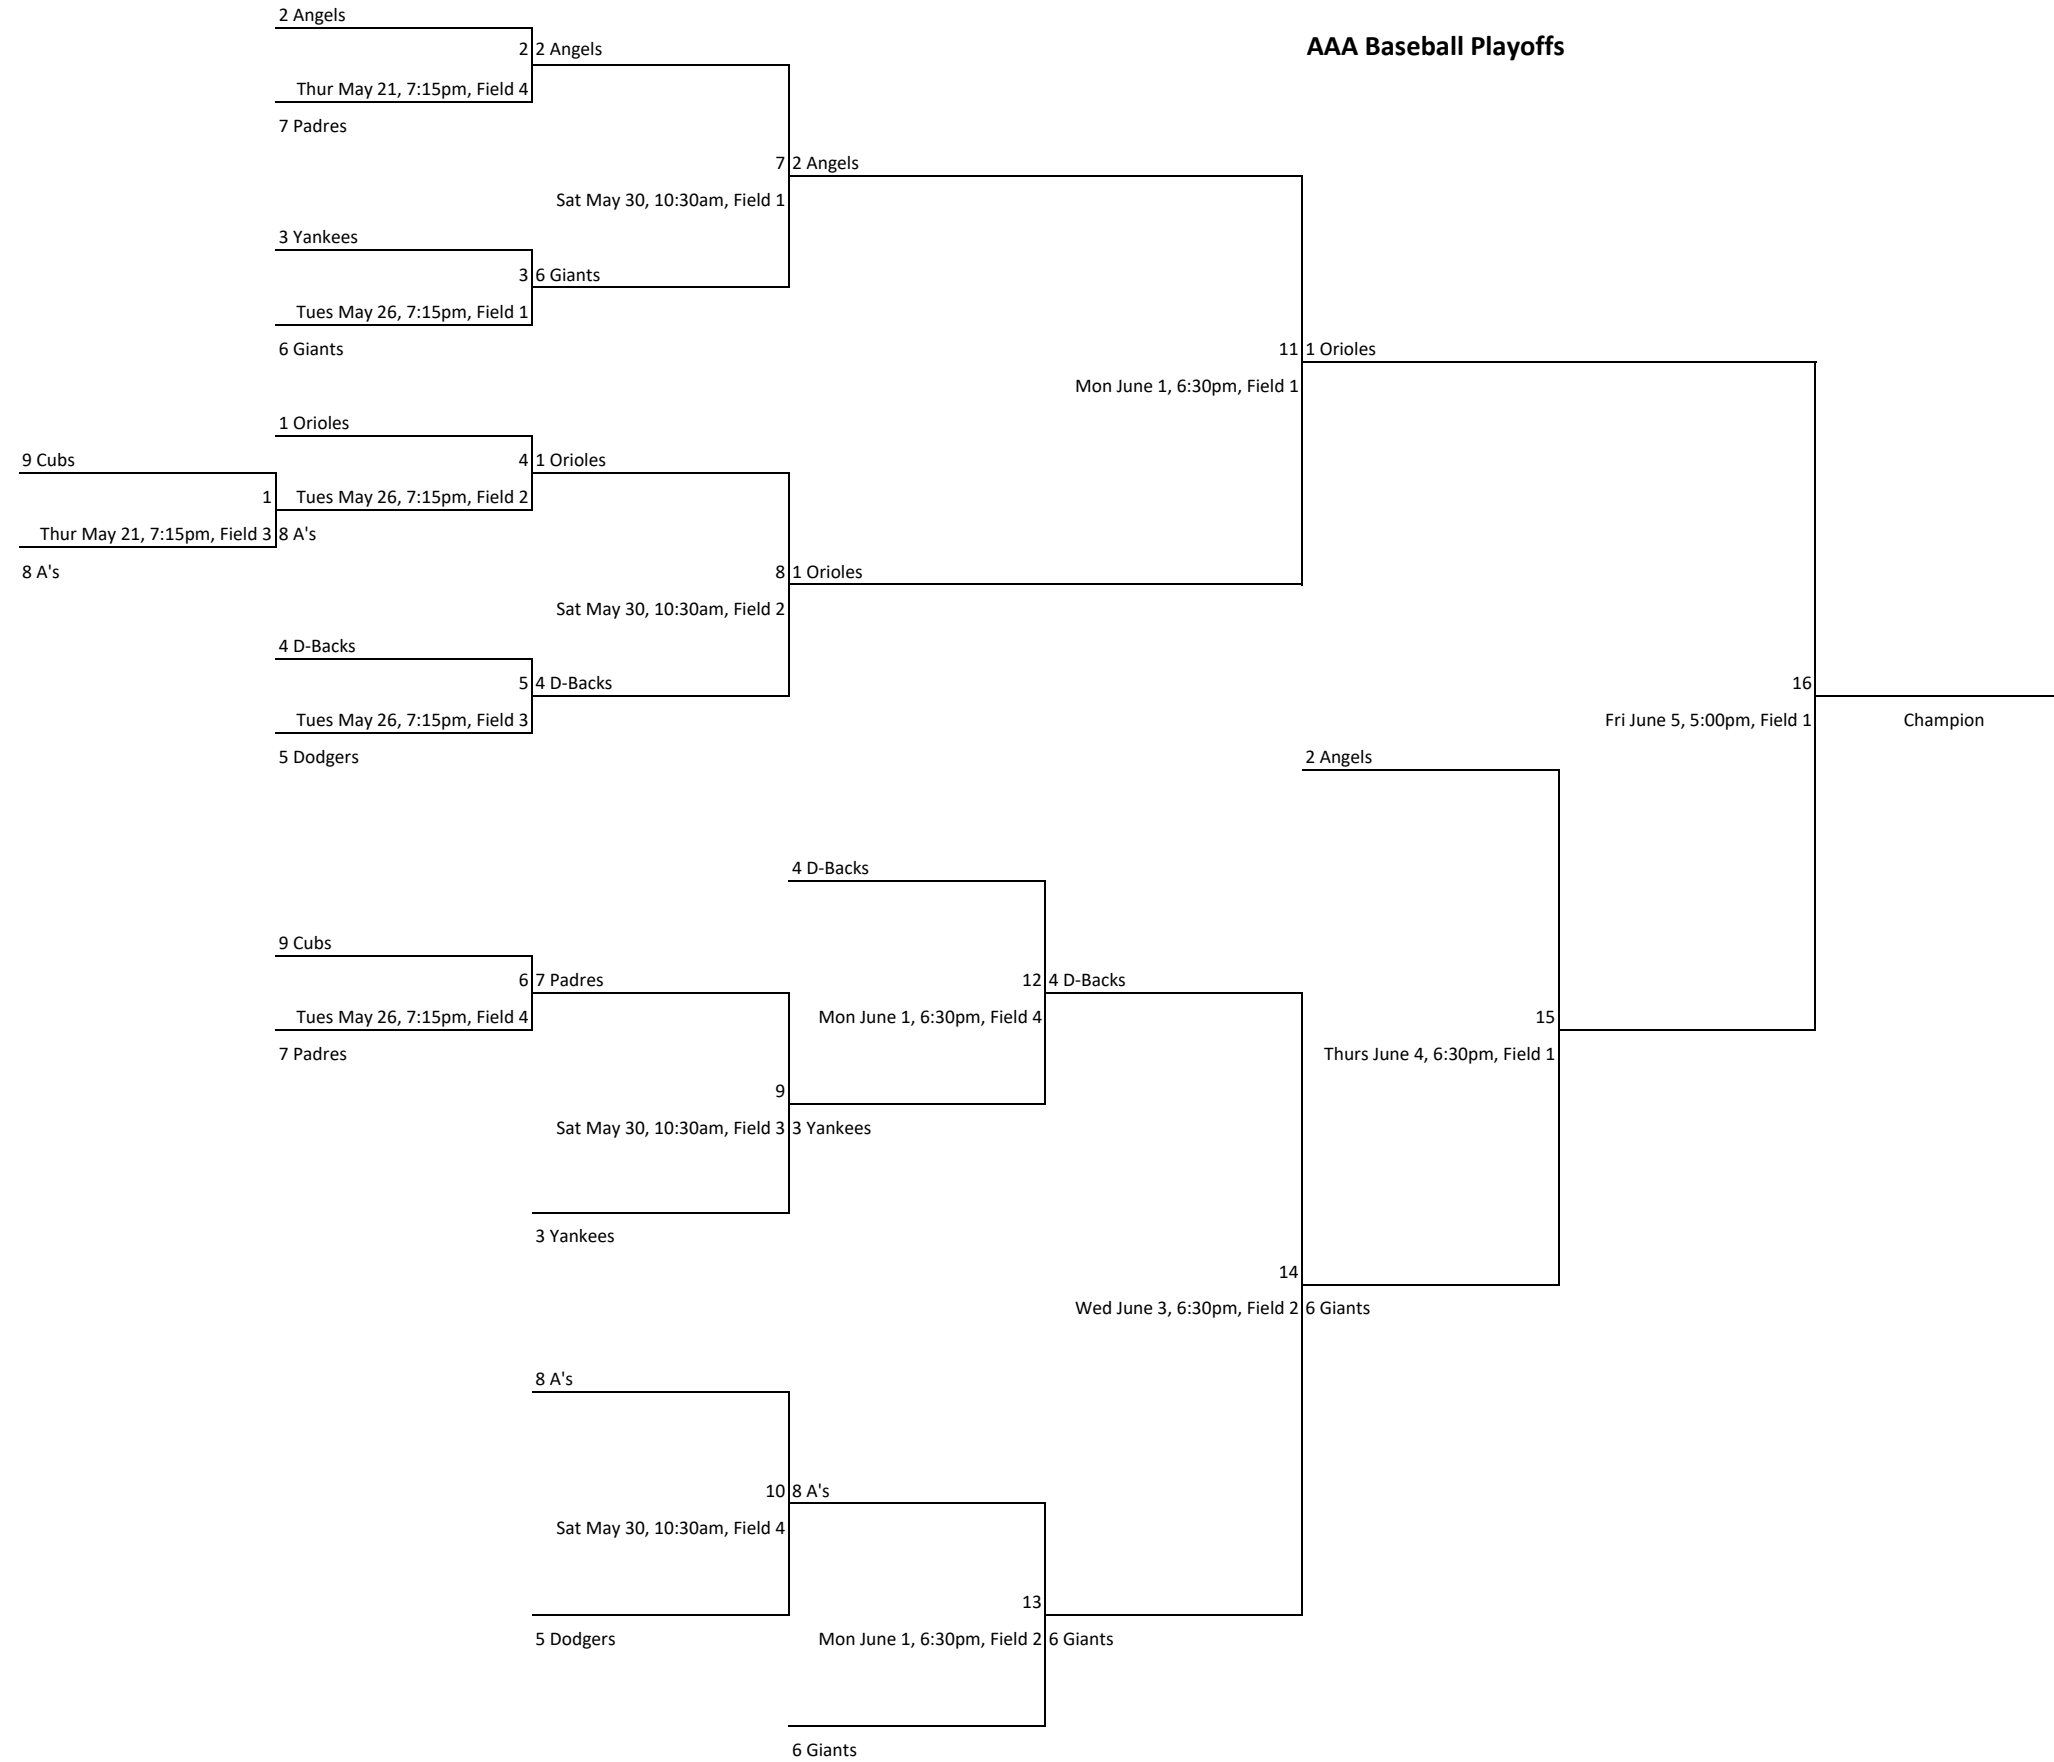 2 Angels
AAA Baseball Playoffs
2 2 Angels
Thur May 21, 7:15pm, Field 4
7 Padres
7 2 Angels
Sat May 30, 10:30am, Field 1
3 Yankees
3 6 Giants
Tues May 26, 7:15pm, Field 1
6 Giants
11 1 Orioles
Mon June 1, 6:30pm, Field 1
1 Orioles
9 Cubs
4 1 Orioles
1 Tues May 26, 7:15pm, Field 2
Thur May 21, 7:15pm, Field 3 8 A's
8 A's
8 1 Orioles
Sat May 30, 10:30am, Field 2
4 D-Backs
5 4 D-Backs
16
Tues May 26, 7:15pm, Field 3
Fri June 5, 5:00pm, Field 1
Champion
5 Dodgers
2 Angels
4 D-Backs
9 Cubs
6 7 Padres
12 4 D-Backs
Tues May 26, 7:15pm, Field 4
Mon June 1, 6:30pm, Field 4
15
7 Padres
Thurs June 4, 6:30pm, Field 1
9
Sat May 30, 10:30am, Field 3 3 Yankees
3 Yankees
14
Wed June 3, 6:30pm, Field 2 6 Giants
8 A's
10 8 A's
Sat May 30, 10:30am, Field 4
13
5 Dodgers
Mon June 1, 6:30pm, Field 2 6 Giants
6 Giants